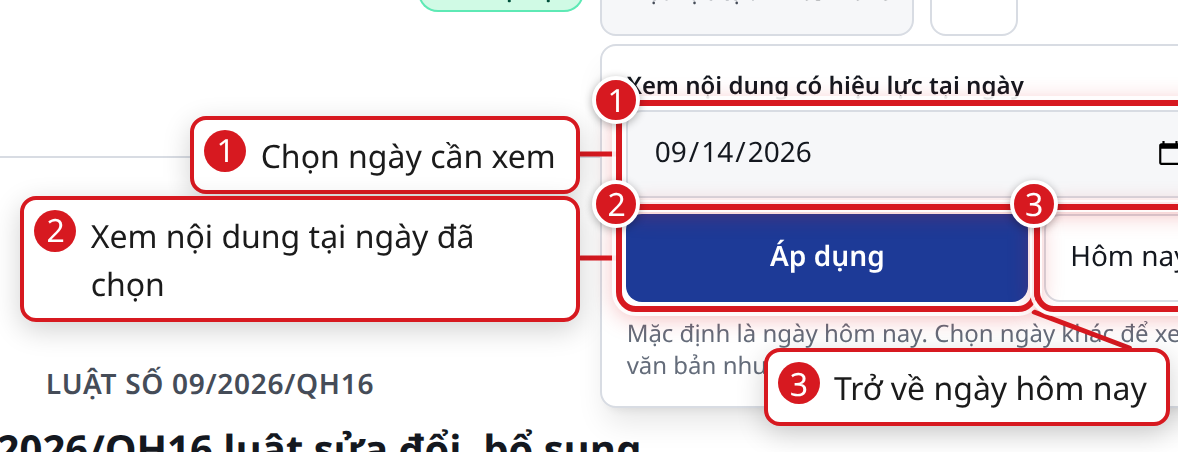 Xem nội dung có hiệu lực tại ngày
1
1 Chọn ngày cần xem
09/14/2026
2
3
2 Xem nội dung tại ngày đã
chọn
Áp dụng
Hôm nay
Mặc định là ngày hôm nay. Chọn ngày khác để
văn bản như
3 Trở về ngày hôm nay
LUẬT SỐ 09/2026/QH16
2026/QH16 luật sửa đổi, bổ sung